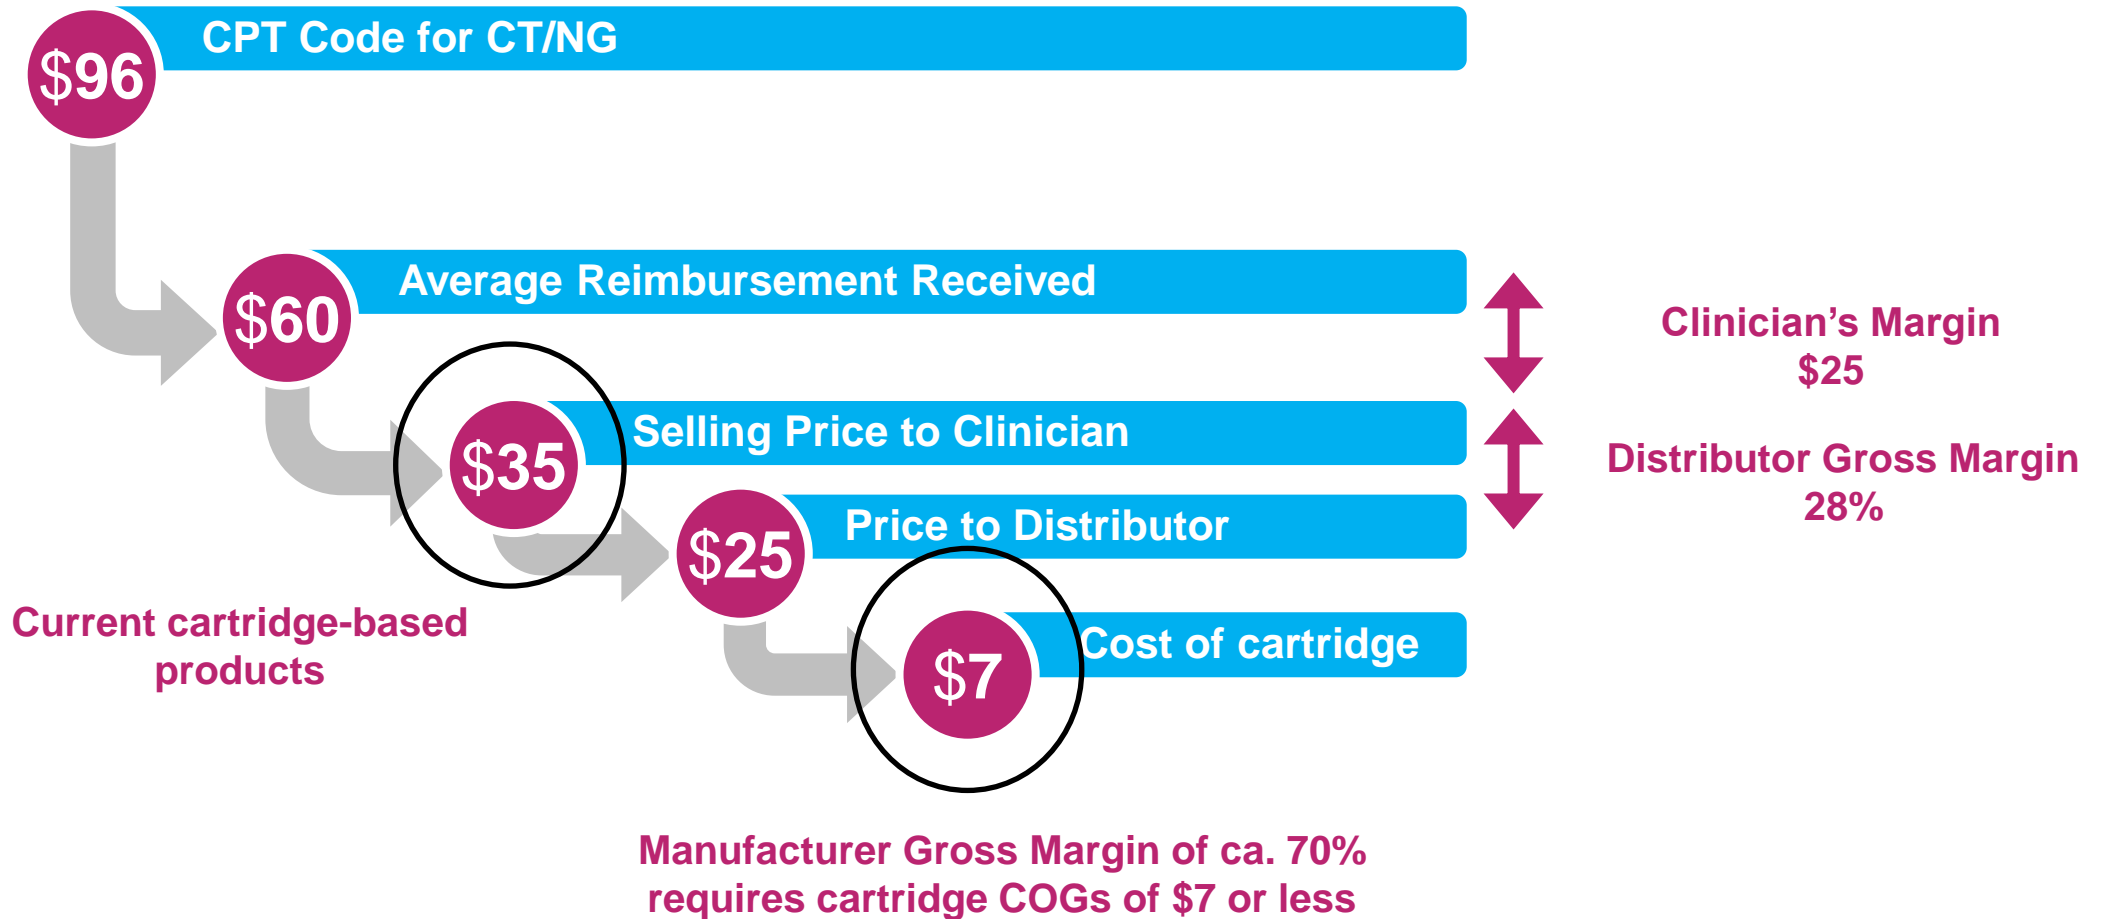 CPT Code for CT/NG
$96
Average Reimbursement Received
$60
Clinician’s Margin
$25
Selling Price to Clinician
$35
Distributor Gross Margin
28%
Price to Distributor
$25
Current cartridge-based
products
Cost of cartridge
$7
Manufacturer Gross Margin of ca. 70%
requires cartridge COGs of $7 or less